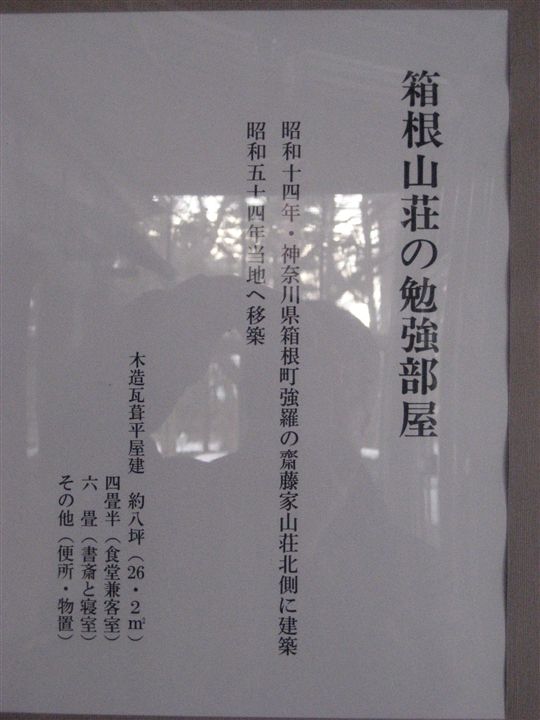 箱根山荘の勉強部屋
昭和十四年・神奈川県箱根町強羅の齋藤家山荘北側に建築
昭和五十四年当地へ移築
木造瓦葺平屋建 約八坪（26・2㎡）
四畳半（食堂兼客室）
六 畳（書斎と寝室）
その他（便所・物置）